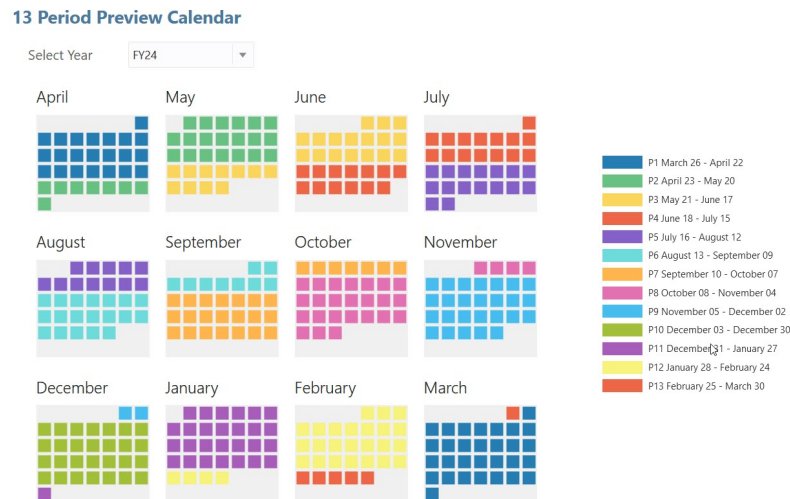 13 Period Preview Calendar
Select Year FY24
April May June July
P1 March 26 - April 22
P2 April 23 - May 20
P3 May 21 - June 17
P4 June 18 - July 15
P5 July 16 - August 12
August September October November
P6 August 13 - September 09
P7 September 10 - October 07
P8 October 08 - November 04
P9 November 05 - December 02
P10 December 03 - December 30
P11 December 31 - January 27
P12 January 28 - February 24
P13 February 25 - March 30
December January February March